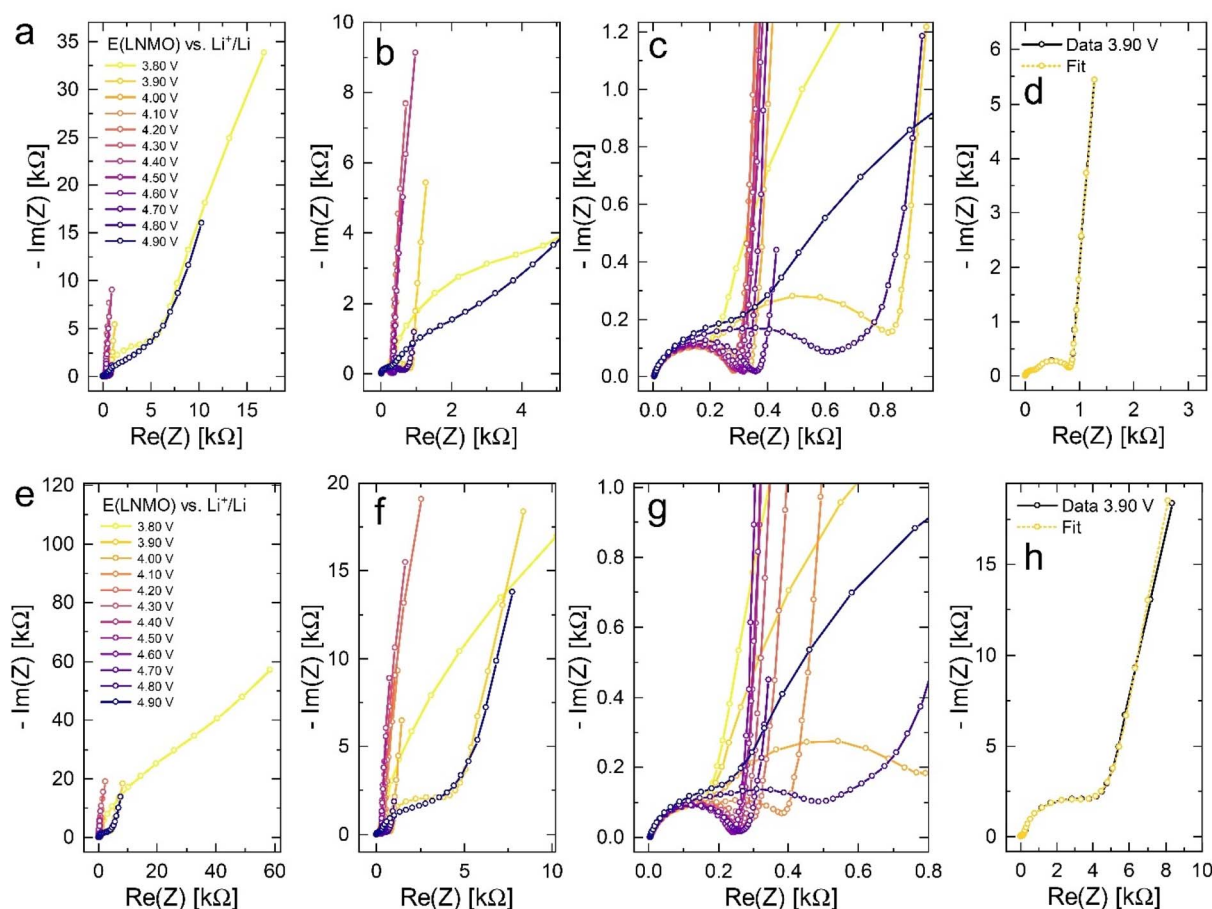 a
E(LNMO) vs. Li⁺/Li
3.80 V
3.90 V
4.00 V
4.10 V
4.20 V
4.30 V
4.40 V
4.50 V
4.60 V
4.70 V
4.80 V
4.90 V
35
30
25
20
15
10
5
0
- Im(Z) [kΩ]
0 5 10 15
Re(Z) [kΩ]
b
-10
8
6
4
2
0
- Im(Z) [kΩ]
0 2 4
Re(Z) [kΩ]
c
1.2
1.0
0.8
0.6
0.4
0.2
0.0
- Im(Z) [kΩ]
0.0 0.2 0.4 0.6 0.8
Re(Z) [kΩ]
d
Data 3.90 V
Fit
6
5
4
3
2
1
0
- Im(Z) [kΩ]
0 1 2 3
Re(Z) [kΩ]
e
E(LNMO) vs. Li⁺/Li
3.80 V
3.90 V
4.00 V
4.10 V
4.20 V
4.30 V
4.40 V
4.50 V
4.60 V
4.70 V
4.80 V
4.90 V
120
100
80
60
40
20
0
- Im(Z) [kΩ]
0 20 40 60
Re(Z) [kΩ]
f
20
15
10
5
0
- Im(Z) [kΩ]
0 5 10
Re(Z) [kΩ]
g
1.0
0.8
0.6
0.4
0.2
0.0
- Im(Z) [kΩ]
0.0 0.2 0.4 0.6 0.8
Re(Z) [kΩ]
h
Data 3.90 V
Fit
15
10
5
0
- Im(Z) [kΩ]
0 2 4 6 8 10
Re(Z) [kΩ]